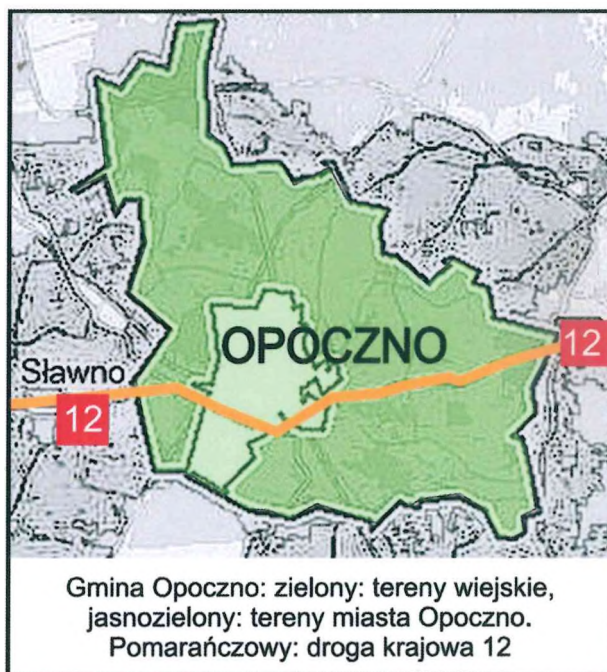 OPOCZNO
12
Sławno
12
Gmina Opoczno: zielony: tereny wiejskie,
jasnozielony: tereny miasta Opoczno.
Pomarańczowy: droga krajowa 12